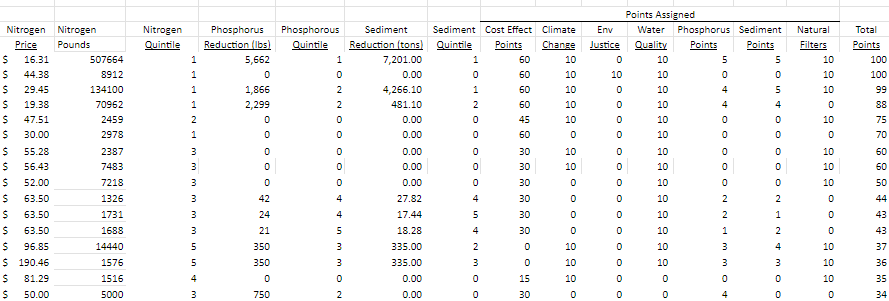 Points Assigned
Nitrogen Nitrogen Nitrogen Phosphorus Phosphorous Sediment Sediment Cost Effect Climate Env Water Phosphorus Sediment Natural Total
Price Pounds Quintile Reduction (lbs) Quintile Reduction (tons) Quintile Points Change Justice Quality Points Points Filters Points
$ 16.31 507664 1 5,662 1 7,201.00 1 60 10 0 10 5 5 10 100
$ 44.38 8912 1 0 0 0.00 0 60 10 10 10 0 0 10 100
$ 29.45 134100 1 1,866 2 4,266.10 1 60 10 0 10 4 5 10 99
$ 19.38 70962 1 2,299 2 481.10 2 60 10 0 10 4 4 0 88
$ 47.51 2459 2 0 0 0.00 0 45 10 0 10 0 0 10 75
$ 30.00 2978 1 0 0 0.00 0 60 0 0 10 0 0 0 70
$ 55.28 2387 3 0 0 0.00 0 30 10 0 10 0 0 10 60
$ 56.43 7483 3 0 0 0.00 0 30 10 0 10 0 0 10 60
$ 52.00 7218 3 0 0 0.00 0 30 0 0 10 0 0 10 50
$ 63.50 1326 3 42 4 27.82 4 30 0 0 10 2 2 0 44
$ 63.50 1731 3 24 4 17.44 5 30 0 0 10 2 1 0 43
$ 63.50 1688 3 21 5 18.28 4 30 0 0 10 1 2 0 43
$ 96.85 14440 5 350 3 335.00 2 0 10 0 10 3 4 10 37
$ 190.46 1576 5 350 3 335.00 3 0 10 0 10 3 3 10 36
$ 81.29 1516 4 0 0 0.00 0 15 10 0 0 0 0 10 35
$ 50.00 5000 3 750 2 0.00 0 30 0 0 0 4 0 0 34